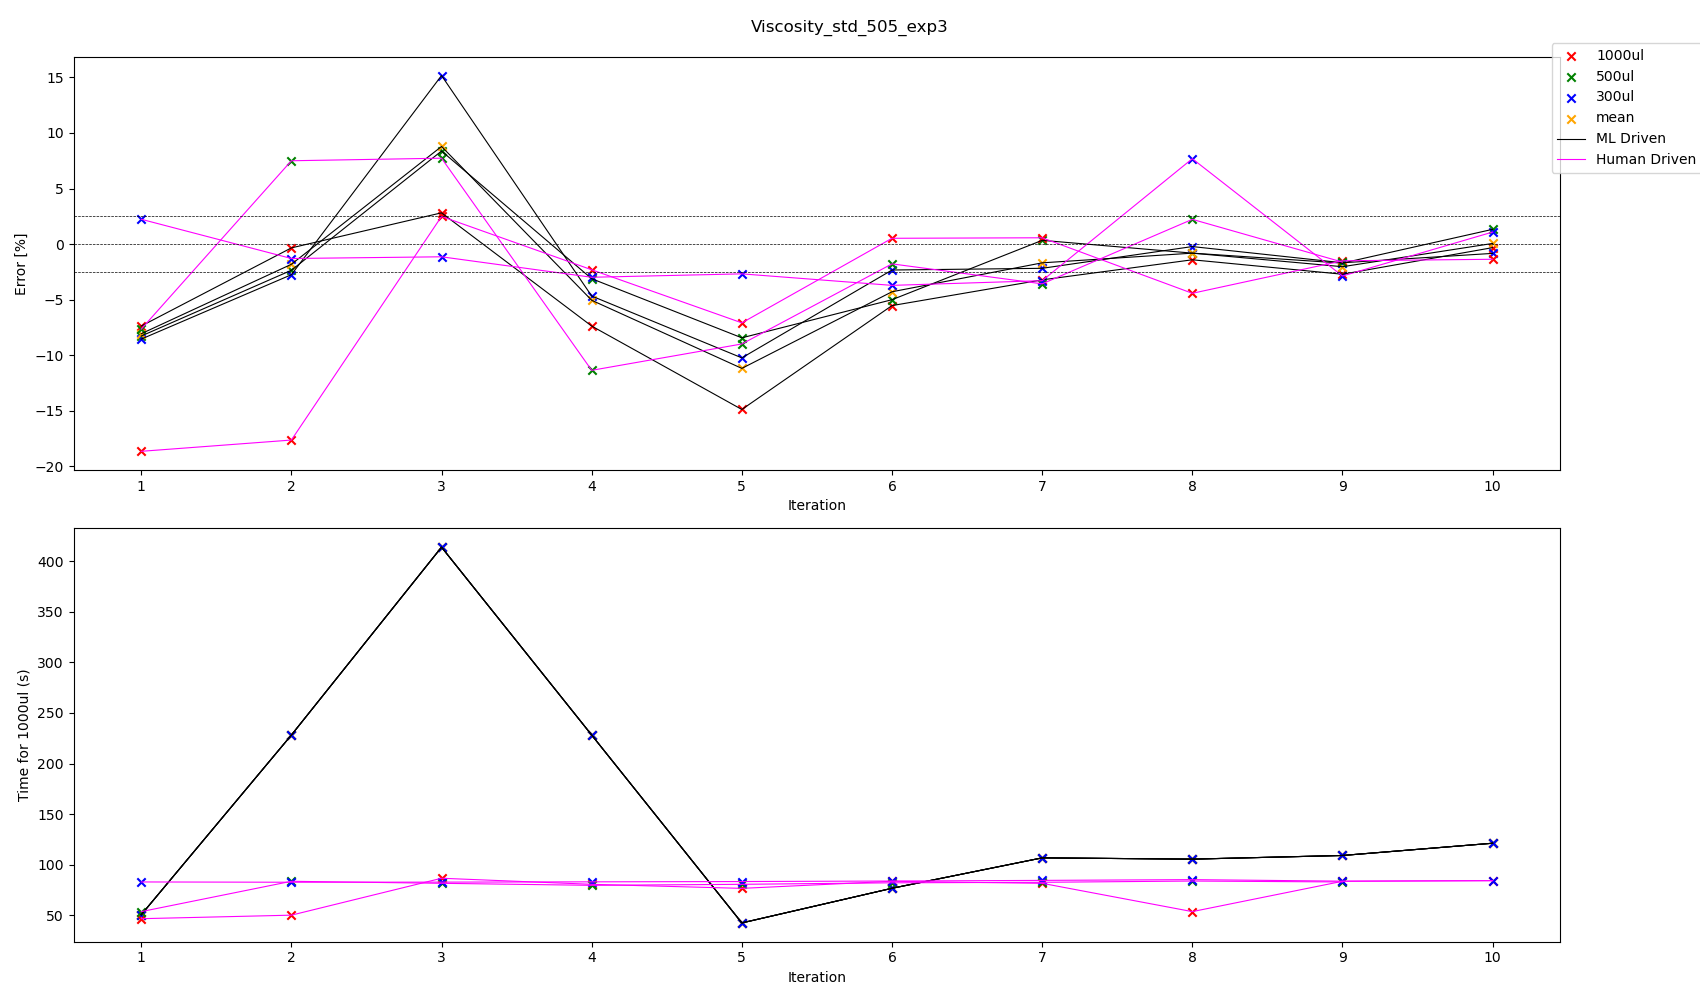 Viscosity_std_505_exp3
1000ul
500ul
300ul
mean
ML Driven
Human Driven
15
10
5
0
−5
−10
−15
−20
Error [%]
1 2 3 4 5 6 7 8 9 10
Iteration
400
350
300
250
200
150
100
50
Time for 1000ul (s)
1 2 3 4 5 6 7 8 9 10
Iteration